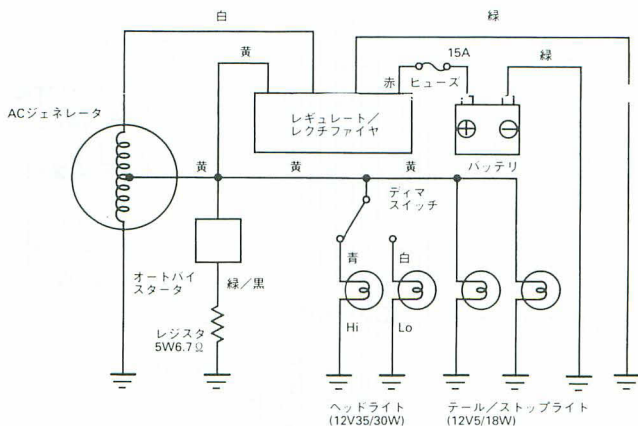 白
緑
黄
15A
緑
赤
ヒューズ
ACジェネレータ
レギュレート／
レクチファイヤ
バッテリ
黄
黄
黄
ディマ
スイッチ
青
白
オートバイ
スタータ
緑／黒
レジスタ
5W6.7Ω
Hi
Lo
ヘッドライト
(12V35/30W)
テール／ストップライト
(12V5/18W)